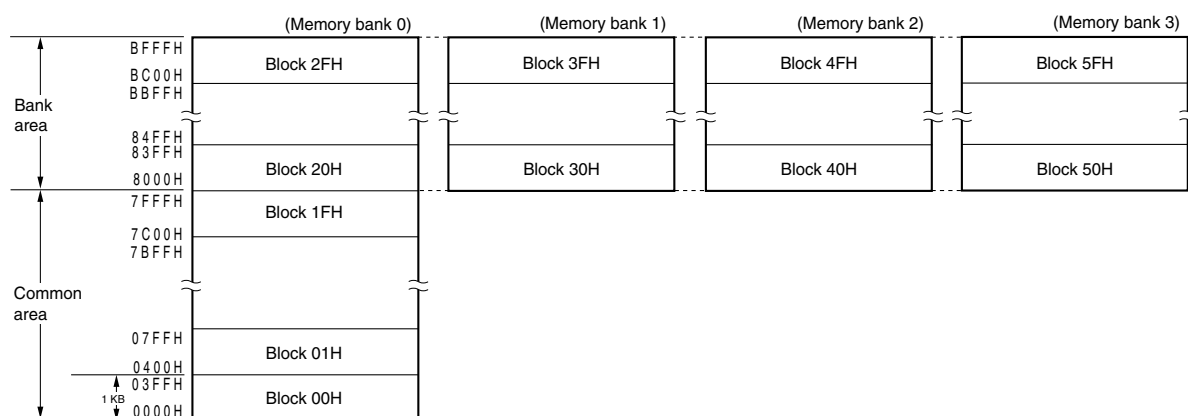 (Memory bank 0) (Memory bank 1) (Memory bank 2) (Memory bank 3)
BFFFH
Block 2FH Block 3FH Block 4FH Block 5FH
BC00H
BBFFH
Bank
area
84FFH
83FFH
Block 20H Block 30H Block 40H Block 50H
8000H
7FFFH
Block 1FH
7C00H
7BFFH
Common
area
07FFH
Block 01H
0400H
03FFH
1 KB
Block 00H
0000H